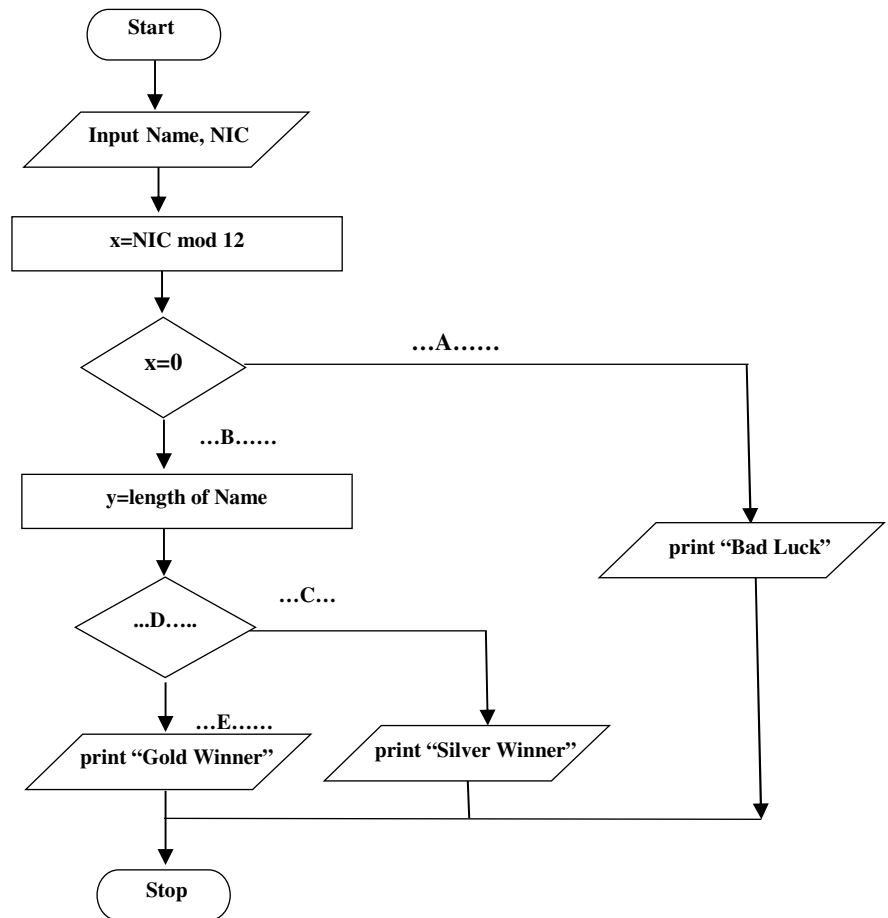 Start
Input Name, NIC
x=NIC mod 12
x=0
…A……
…B……
y=length of Name
print “Bad Luck”
...D…..
…C…
…E……
print “Gold Winner”
print “Silver Winner”
Stop